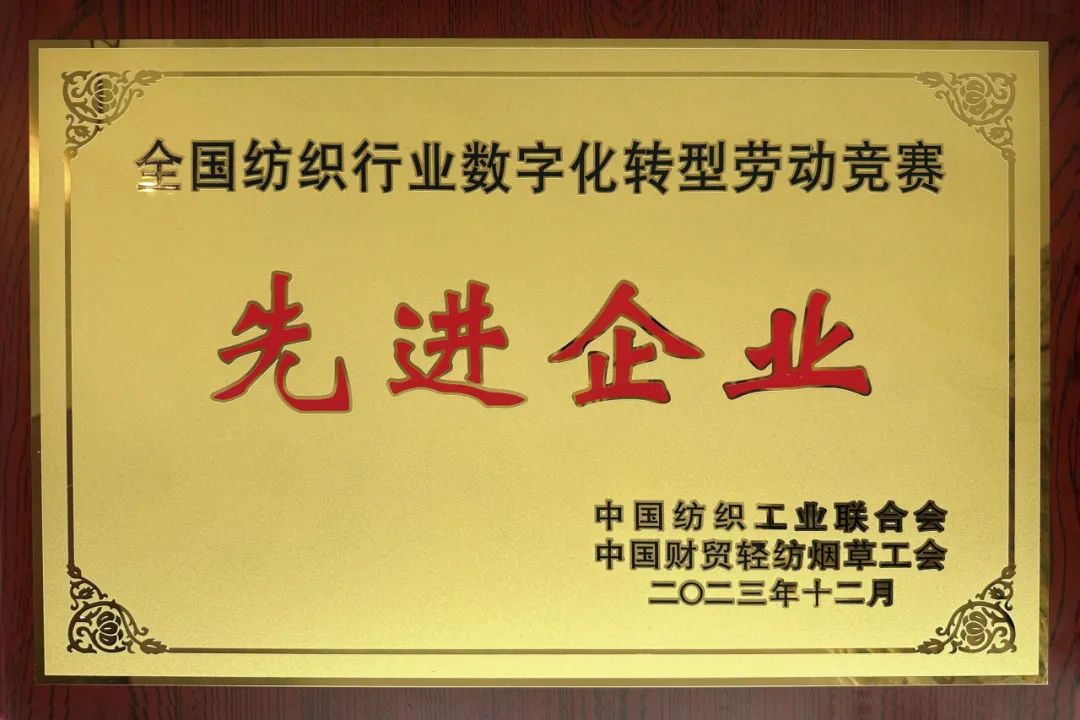 全国纺织行业数字化转型劳动竞赛
先进企业
中国纺织工业联合会
中国财贸轻纺烟草工会
二〇二三年十二月